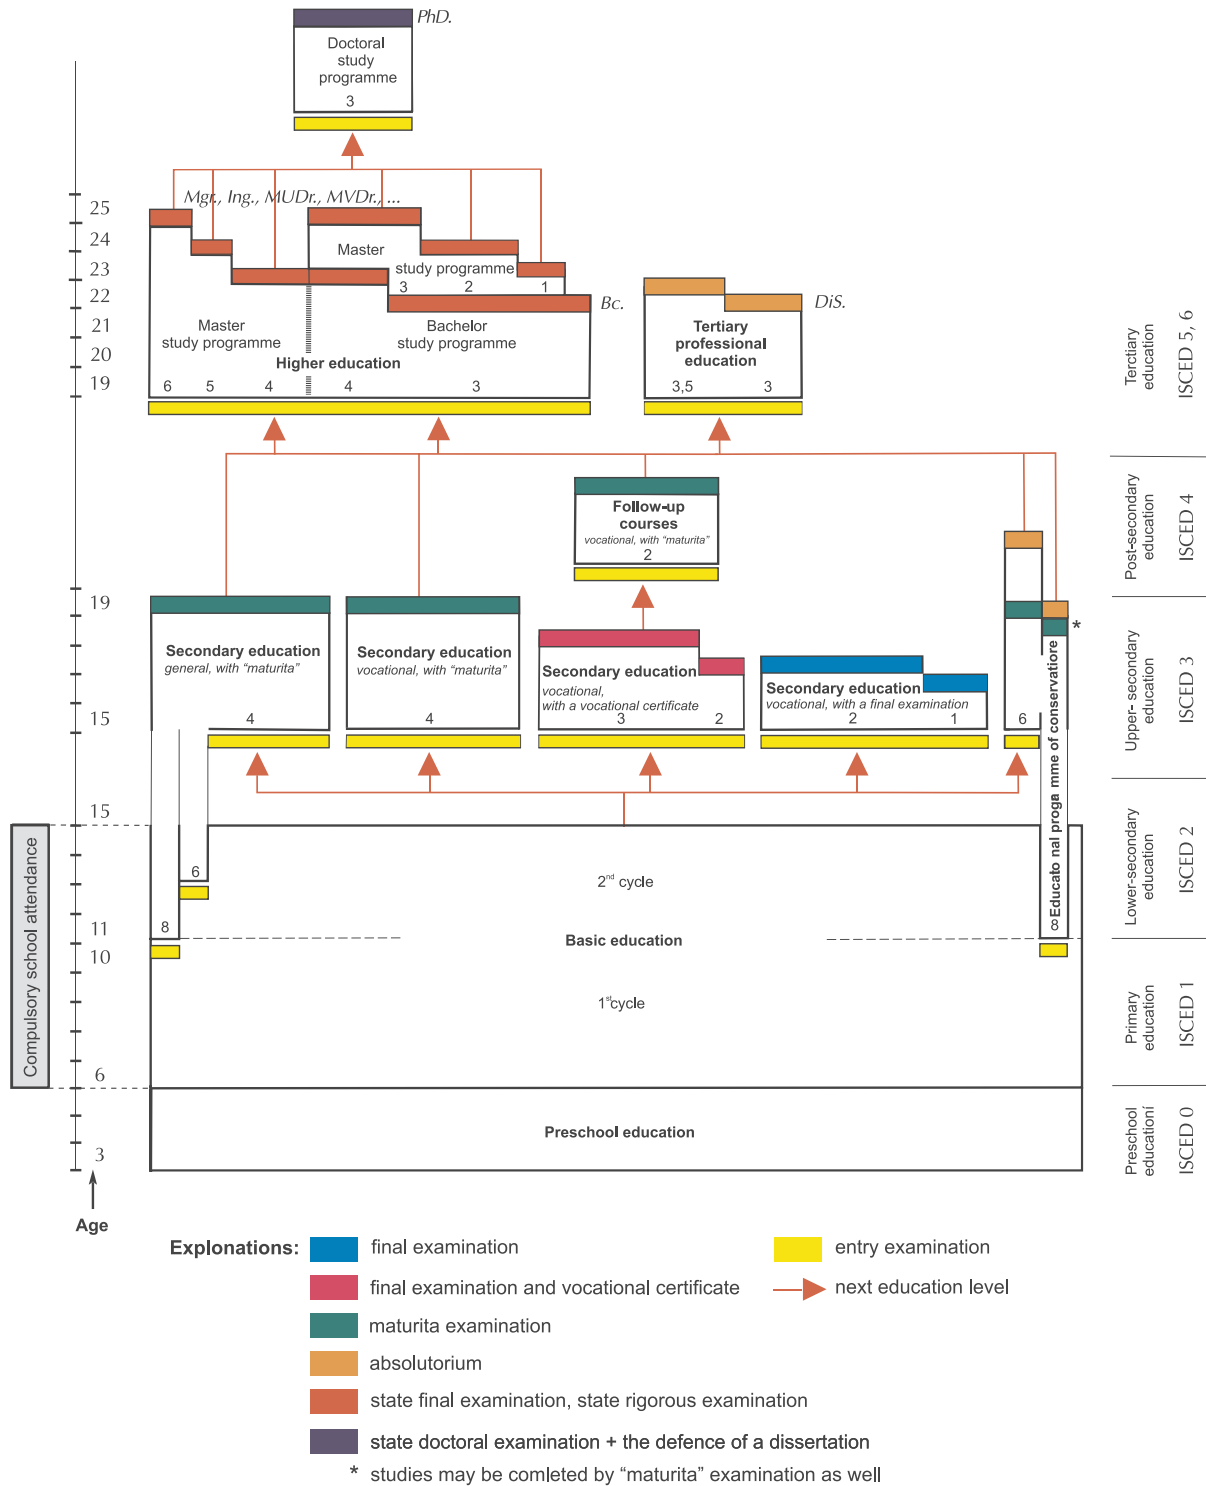 PhD.
Doctoral
study
programme
3
Mgr., Ing., MUDr., MVDr., ...
25
24
23
22
21
20
19
Master
study programme
3
2
1
Bc.
DiS.
Master
study programme
Bachelor
study programme
Higher education
6
5
4
4
3
Tertiary
professional
education
3,5
3
Terctiary
education
ISCED 5, 6
Follow-up
courses
vocational, with “maturita”
2
Post-secondary
education
ISCED 4
19
15
Secondary education
general, with “maturita”
4
Secondary education
vocational, with “maturita”
4
Secondary education
vocational,
with a vocational certificate
3
2
Secondary education
vocational, with a final examination
2
1
6
*
8 Educato nal proga mme of conservatiore
Upper- secondary
education
ISCED 3
15
11
10
6
3
Age
Compulsory school attendance
6
8
2nd cycle
Basic education
1st cycle
Lower-secondary
education
ISCED 2
Primary
education
ISCED 1
Preschool education
Preschool
educationí
ISCED 0
Explonations:
final examination
entry examination
final examination and vocational certificate
next education level
maturita examination
absolutorium
state final examination, state rigorous examination
state doctoral examination + the defence of a dissertation
* studies may be comleted by “maturita” examination as well